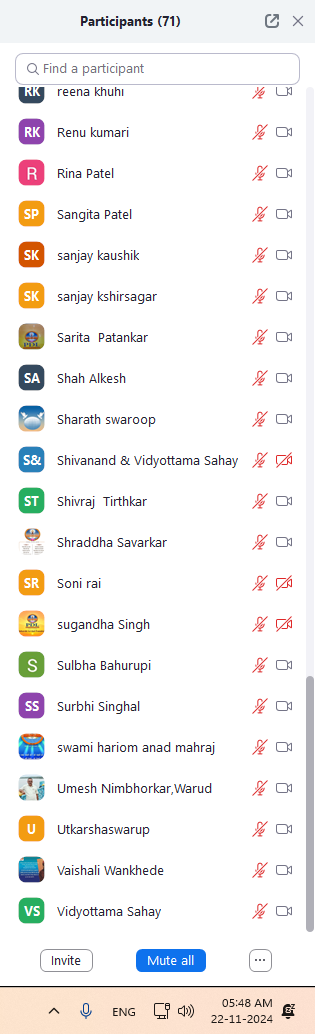 Participants (71)
Find a participant
RK reena khuhi
RK Renu kumari
R Rina Patel
SP Sangita Patel
SK sanjay kaushik
SK sanjay kshirsagar
Sarita Patankar
SA Shah Alkesh
Sharath swaroop
S& Shivanand & Vidyottama Sahay
ST Shivraj Tirthkar
Shraddha Savarkar
SR Soni rai
sugandha Singh
S Sulbha Bahurupi
SS Surbhi Singhal
swami hariom anad mahraj
Umesh Nimbhorkar,Warud
U Utkarshaswarup
Vaishali Wankhede
VS Vidyottama Sahay
Invite Mute all ...
ENG 05:48 AM
22-11-2024